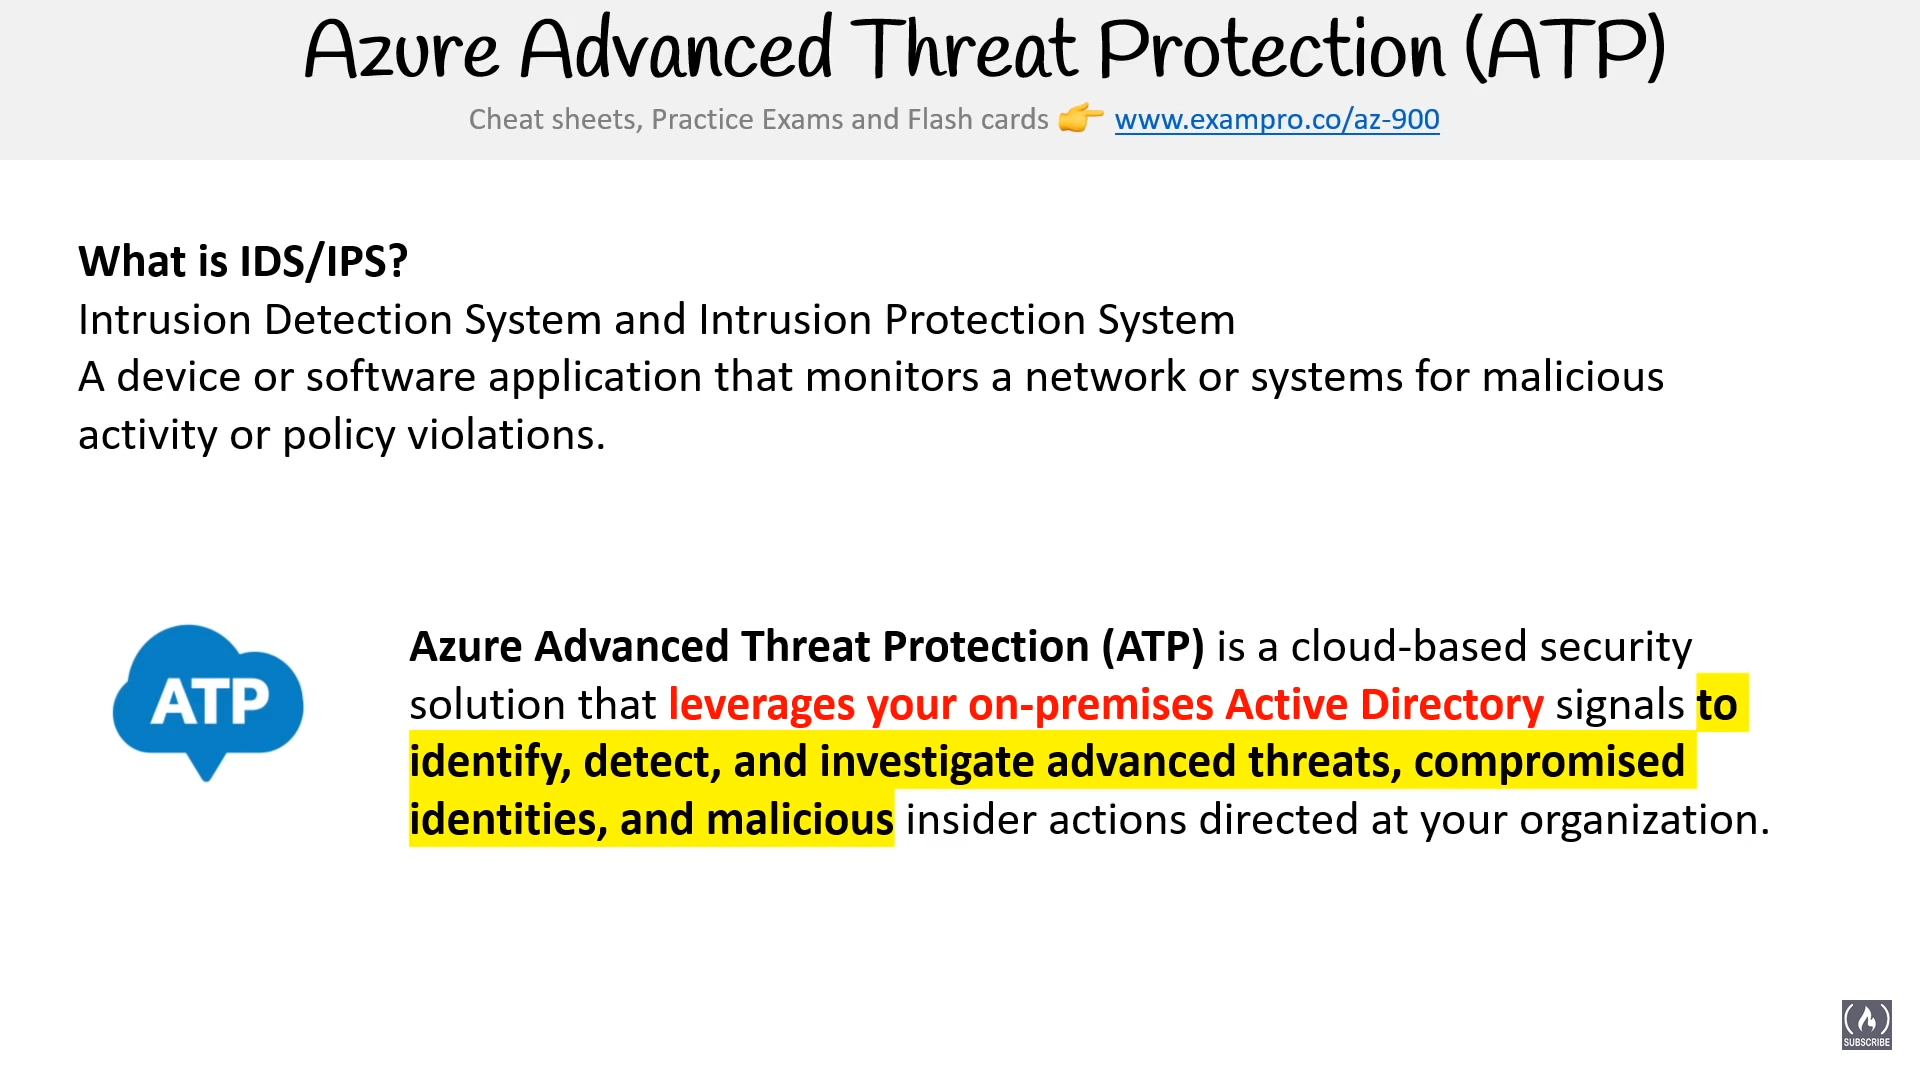 Azure Advanced Threat Protection (ATP)
Cheat sheets, Practice Exams and Flash cards 👉 www.exampro.co/az-900
What is IDS/IPS?
Intrusion Detection System and Intrusion Protection System
A device or software application that monitors a network or systems for malicious
activity or policy violations.
ATP
Azure Advanced Threat Protection (ATP) is a cloud-based security
solution that leverages your on-premises Active Directory signals to
identify, detect, and investigate advanced threats, compromised
identities, and malicious insider actions directed at your organization.
SUBSCRIBE